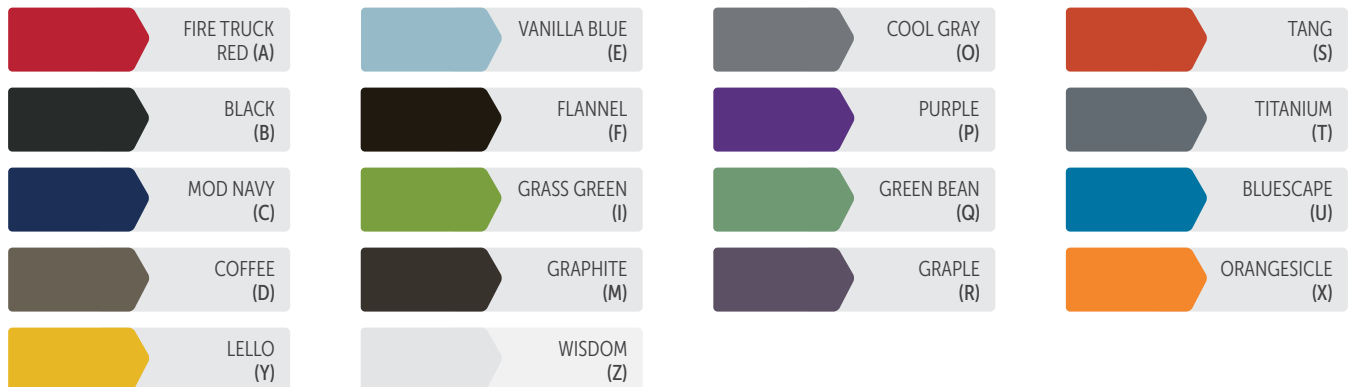 FIRE TRUCK
RED (A)
VANILLA BLUE
(E)
COOL GRAY
(O)
TANG
(S)
BLACK
(B)
FLANNEL
(F)
PURPLE
(P)
TITANIUM
(T)
MOD NAVY
(C)
GRASS GREEN
(I)
GREEN BEAN
(Q)
BLUESCAPE
(U)
COFFEE
(D)
GRAPHITE
(M)
GRAPLE
(R)
ORANGESICLE
(X)
LELLO
(Y)
WISDOM
(Z)